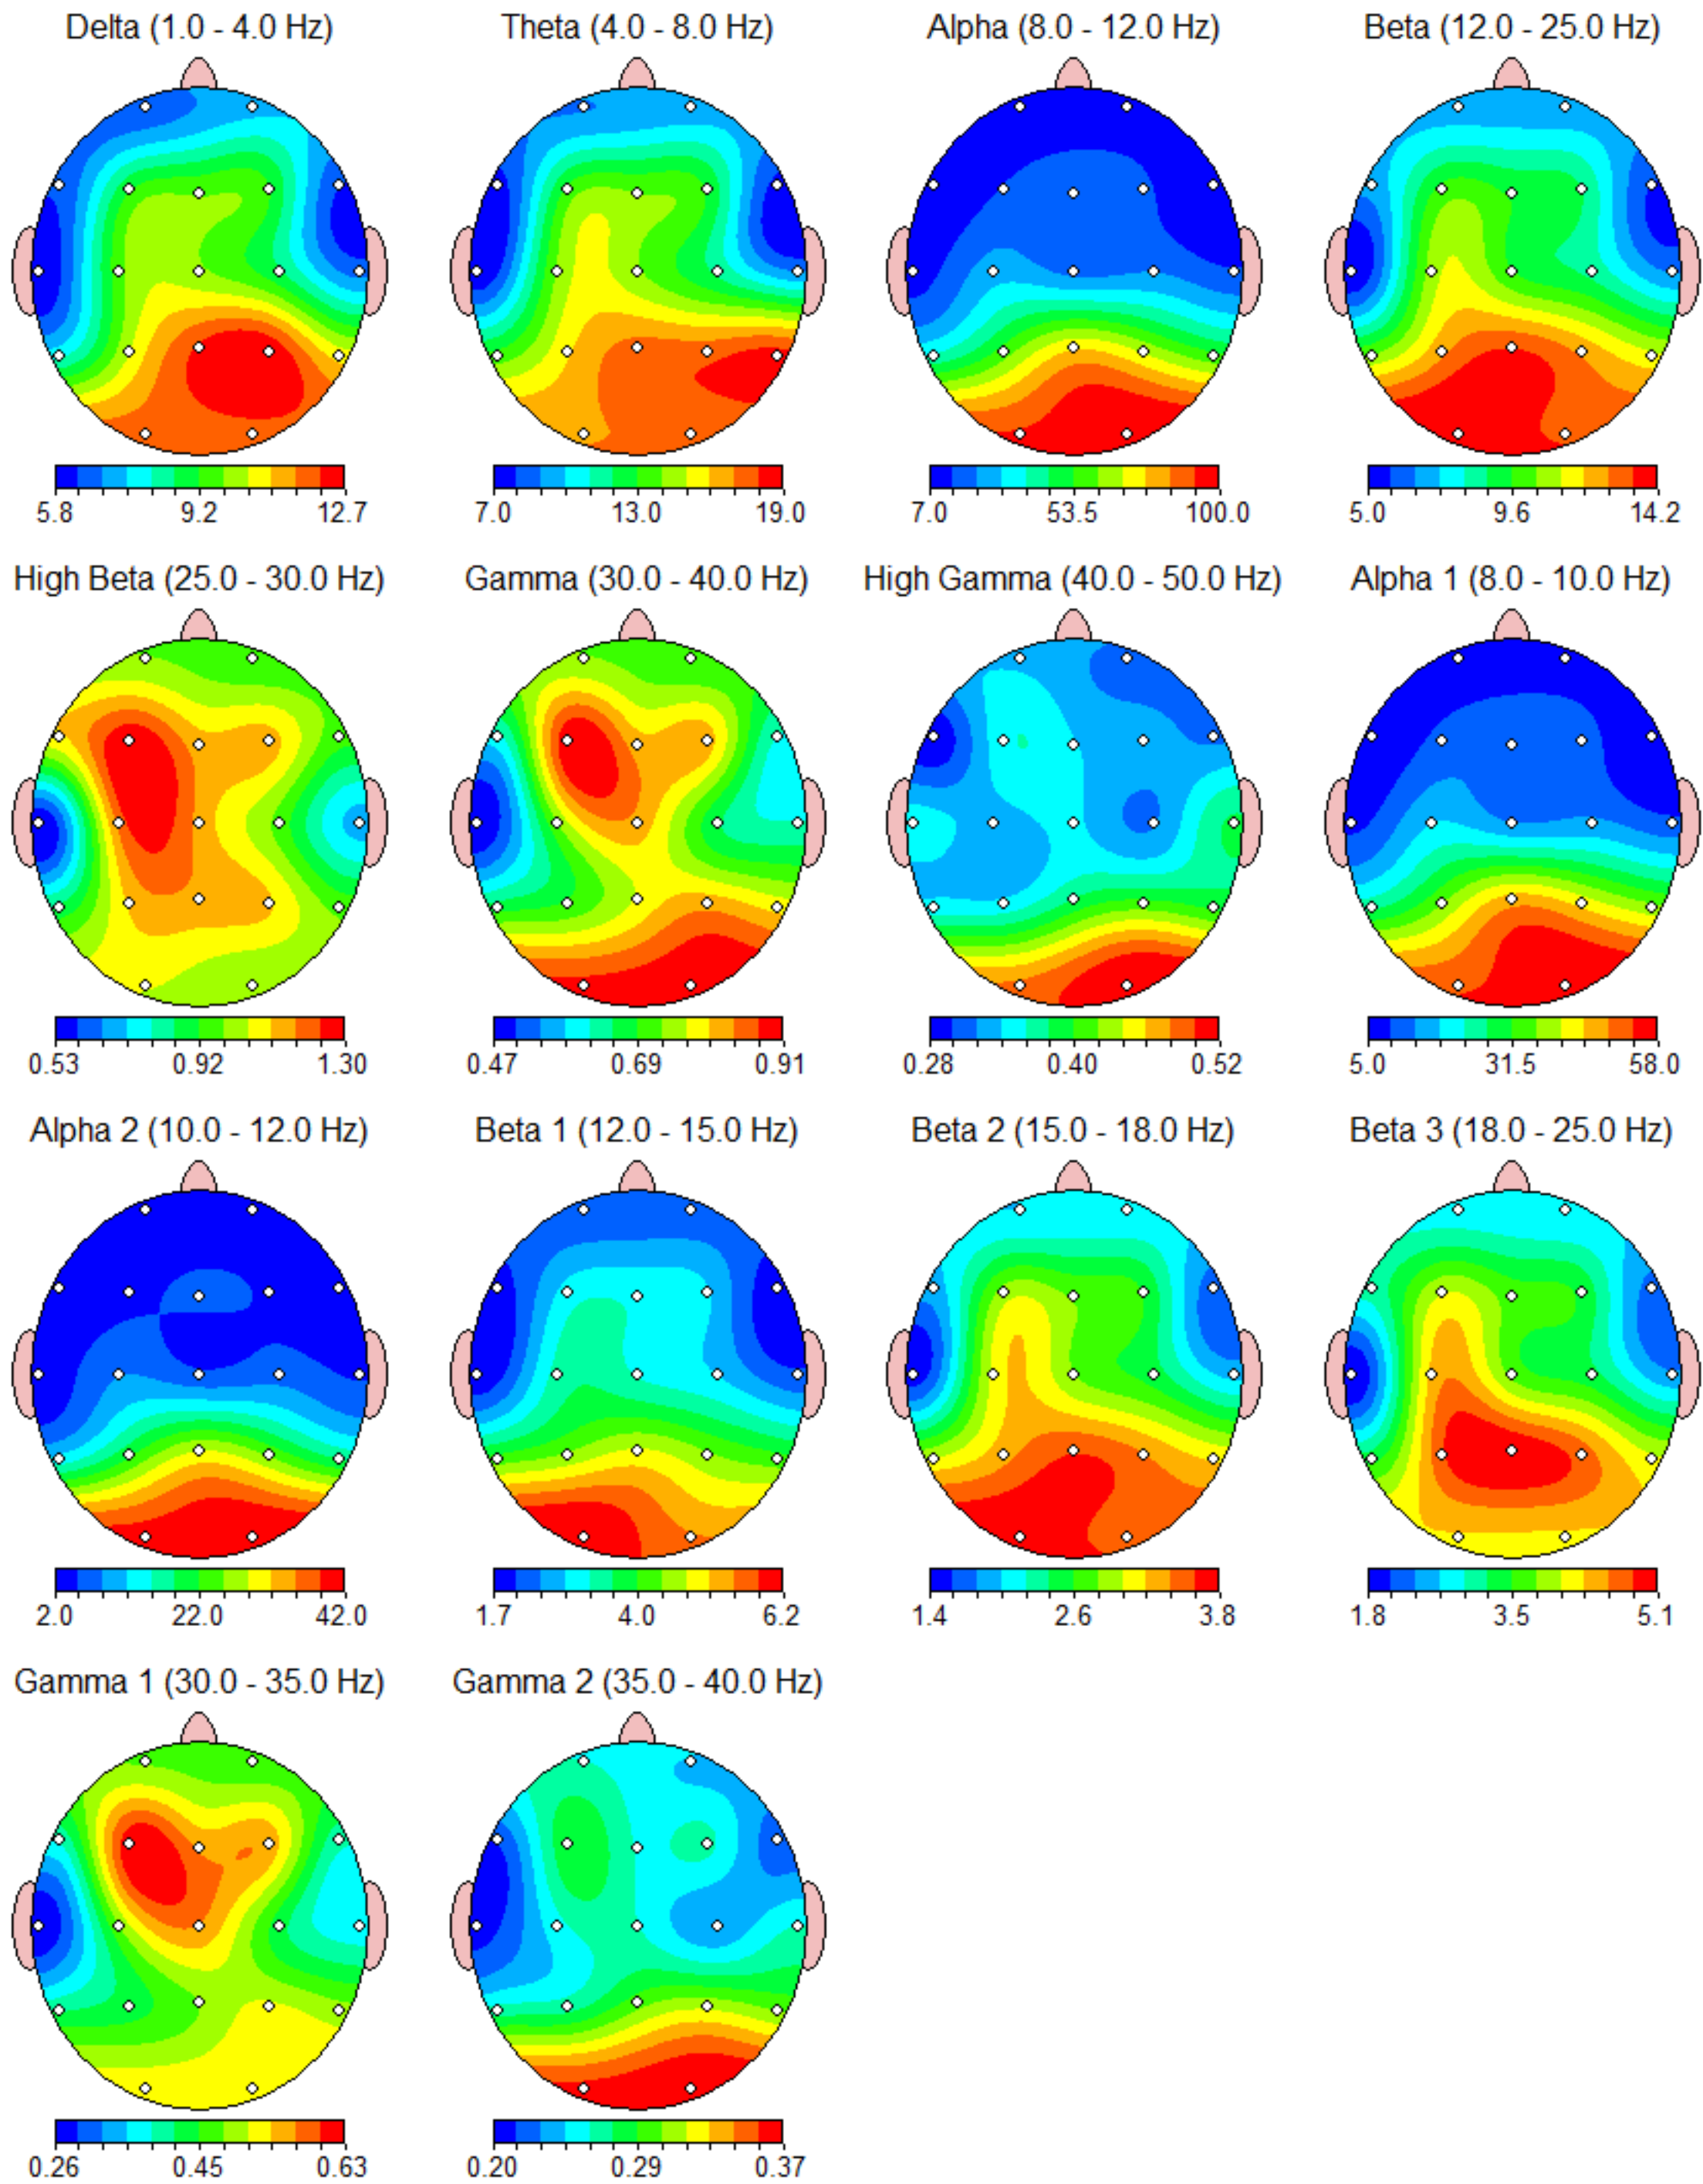 Delta (1.0 - 4.0 Hz) Theta (4.0 - 8.0 Hz) Alpha (8.0 - 12.0 Hz) Beta (12.0 - 25.0 Hz)
5.8 9.2 12.7 7.0 13.0 19.0 7.0 53.5 100.0 5.0 9.6 14.2
High Beta (25.0 - 30.0 Hz) Gamma (30.0 - 40.0 Hz) High Gamma (40.0 - 50.0 Hz) Alpha 1 (8.0 - 10.0 Hz)
0.53 0.92 1.30 0.47 0.69 0.91 0.28 0.40 0.52 5.0 31.5 58.0
Alpha 2 (10.0 - 12.0 Hz) Beta 1 (12.0 - 15.0 Hz) Beta 2 (15.0 - 18.0 Hz) Beta 3 (18.0 - 25.0 Hz)
2.0 22.0 42.0 1.7 4.0 6.2 1.4 2.6 3.8 1.8 3.5 5.1
Gamma 1 (30.0 - 35.0 Hz) Gamma 2 (35.0 - 40.0 Hz)
0.26 0.45 0.63 0.20 0.29 0.37